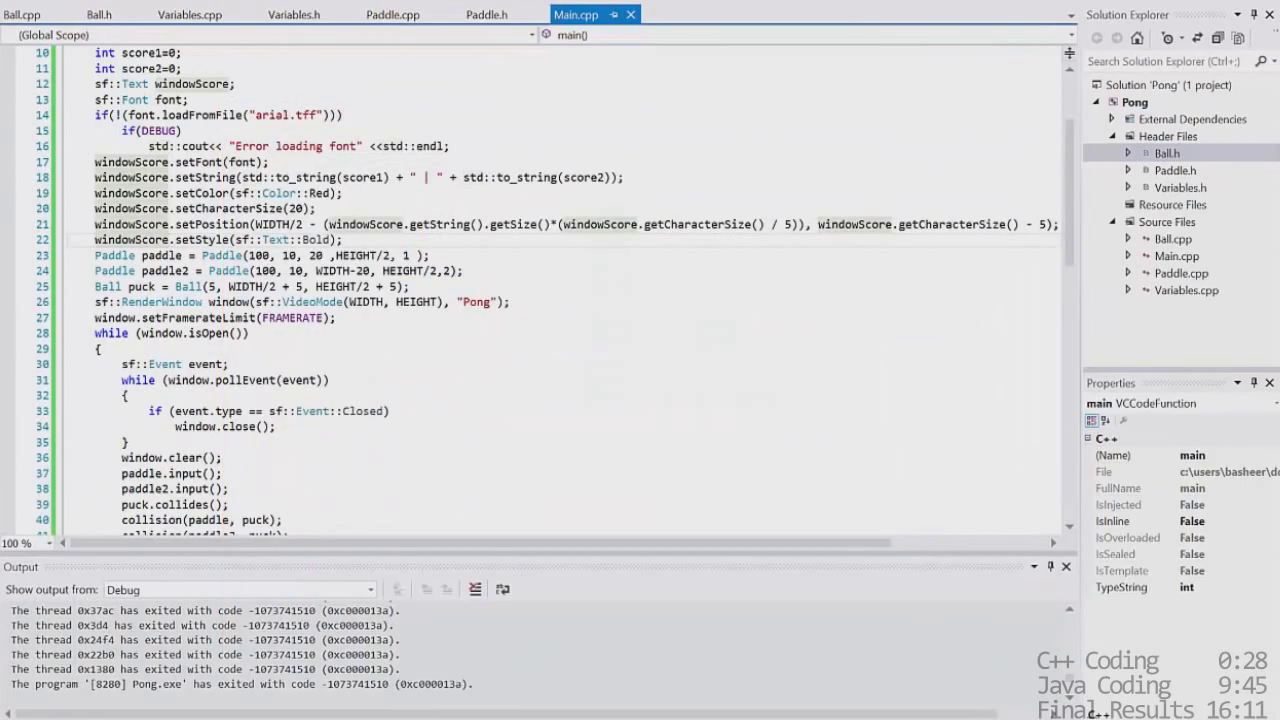 Ball.cpp Ball.h Variables.cpp Variables.h Paddle.cpp Paddle.h Main.cpp
(Global Scope) main()
10 int score1=0;
11 int score2=0;
12 sf::Text windowScore;
13 sf::Font font;
14 if(!(font.loadFromFile("arial.tff")))
15 if(DEBUG)
16 std::cout<< "Error loading font" <<std::endl;
17 windowScore.setFont(font);
18 windowScore.setString(std::to_string(score1) + " | " + std::to_string(score2));
19 windowScore.setColor(sf::Color::Red);
20 windowScore.setCharacterSize(20);
21 windowScore.setPosition(WIDTH/2 - (windowScore.getString().getSize()*(windowScore.getCharacterSize() / 5)), windowScore.getCharacterSize() - 5);
22 windowScore.setStyle(sf::Text::Bold);
23 Paddle paddle = Paddle(100, 10, 20 ,HEIGHT/2, 1 );
24 Paddle paddle2 = Paddle(100, 10, WIDTH-20, HEIGHT/2,2);
25 Ball puck = Ball(5, WIDTH/2 + 5, HEIGHT/2 + 5);
26 sf::RenderWindow window(sf::VideoMode(WIDTH, HEIGHT), "Pong");
27 window.setFramerateLimit(FRAMERATE);
28 while (window.isOpen())
29 {
30 sf::Event event;
31 while (window.pollEvent(event))
32 {
33 if (event.type == sf::Event::Closed)
34 window.close();
35 }
36 window.clear();
37 paddle.input();
38 paddle2.input();
39 puck.collides();
40 collision(paddle, puck);
100 %
Output
Show output from: Debug
The thread 0x37ac has exited with code -1073741510 (0xc000013a).
The thread 0x3d4 has exited with code -1073741510 (0xc000013a).
The thread 0x24f4 has exited with code -1073741510 (0xc000013a).
The thread 0x22b0 has exited with code -1073741510 (0xc000013a).
The thread 0x1380 has exited with code -1073741510 (0xc000013a).
The program '[8280] Pong.exe' has exited with code -1073741510 (0xc000013a).
Solution Explorer
Search Solution Explorer (Ctrl+;)
Solution 'Pong' (1 project)
Pong
External Dependencies
Header Files
Ball.h
Paddle.h
Variables.h
Resource Files
Source Files
Ball.cpp
Main.cpp
Paddle.cpp
Variables.cpp
Properties
main VCCodeFunction
C++
(Name) main
File c:\users\basheer\do
FullName main
IsInjected False
IsInline False
IsOverloaded False
IsSealed False
IsTemplate False
TypeString int
C++ Coding 0:28
Java Coding 9:45
Final Results 16:11
C++